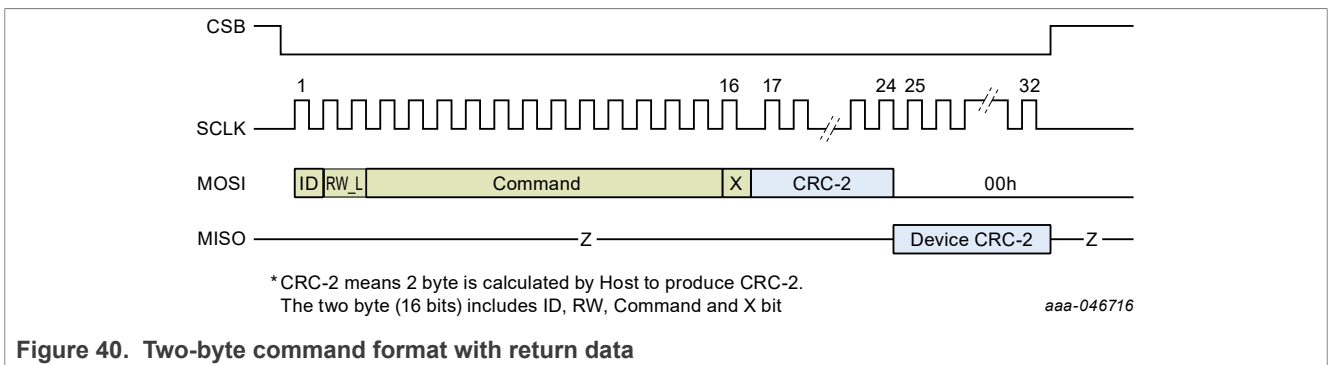 CSB
1 16 17 24 25 32
SCLK
MOSI ID RW_L Command X CRC-2 00h
MISO Z Device CRC-2 Z
* CRC-2 means 2 byte is calculated by Host to produce CRC-2.
The two byte (16 bits) includes ID, RW, Command and X bit
aaa-046716
Figure 40. Two-byte command format with return data